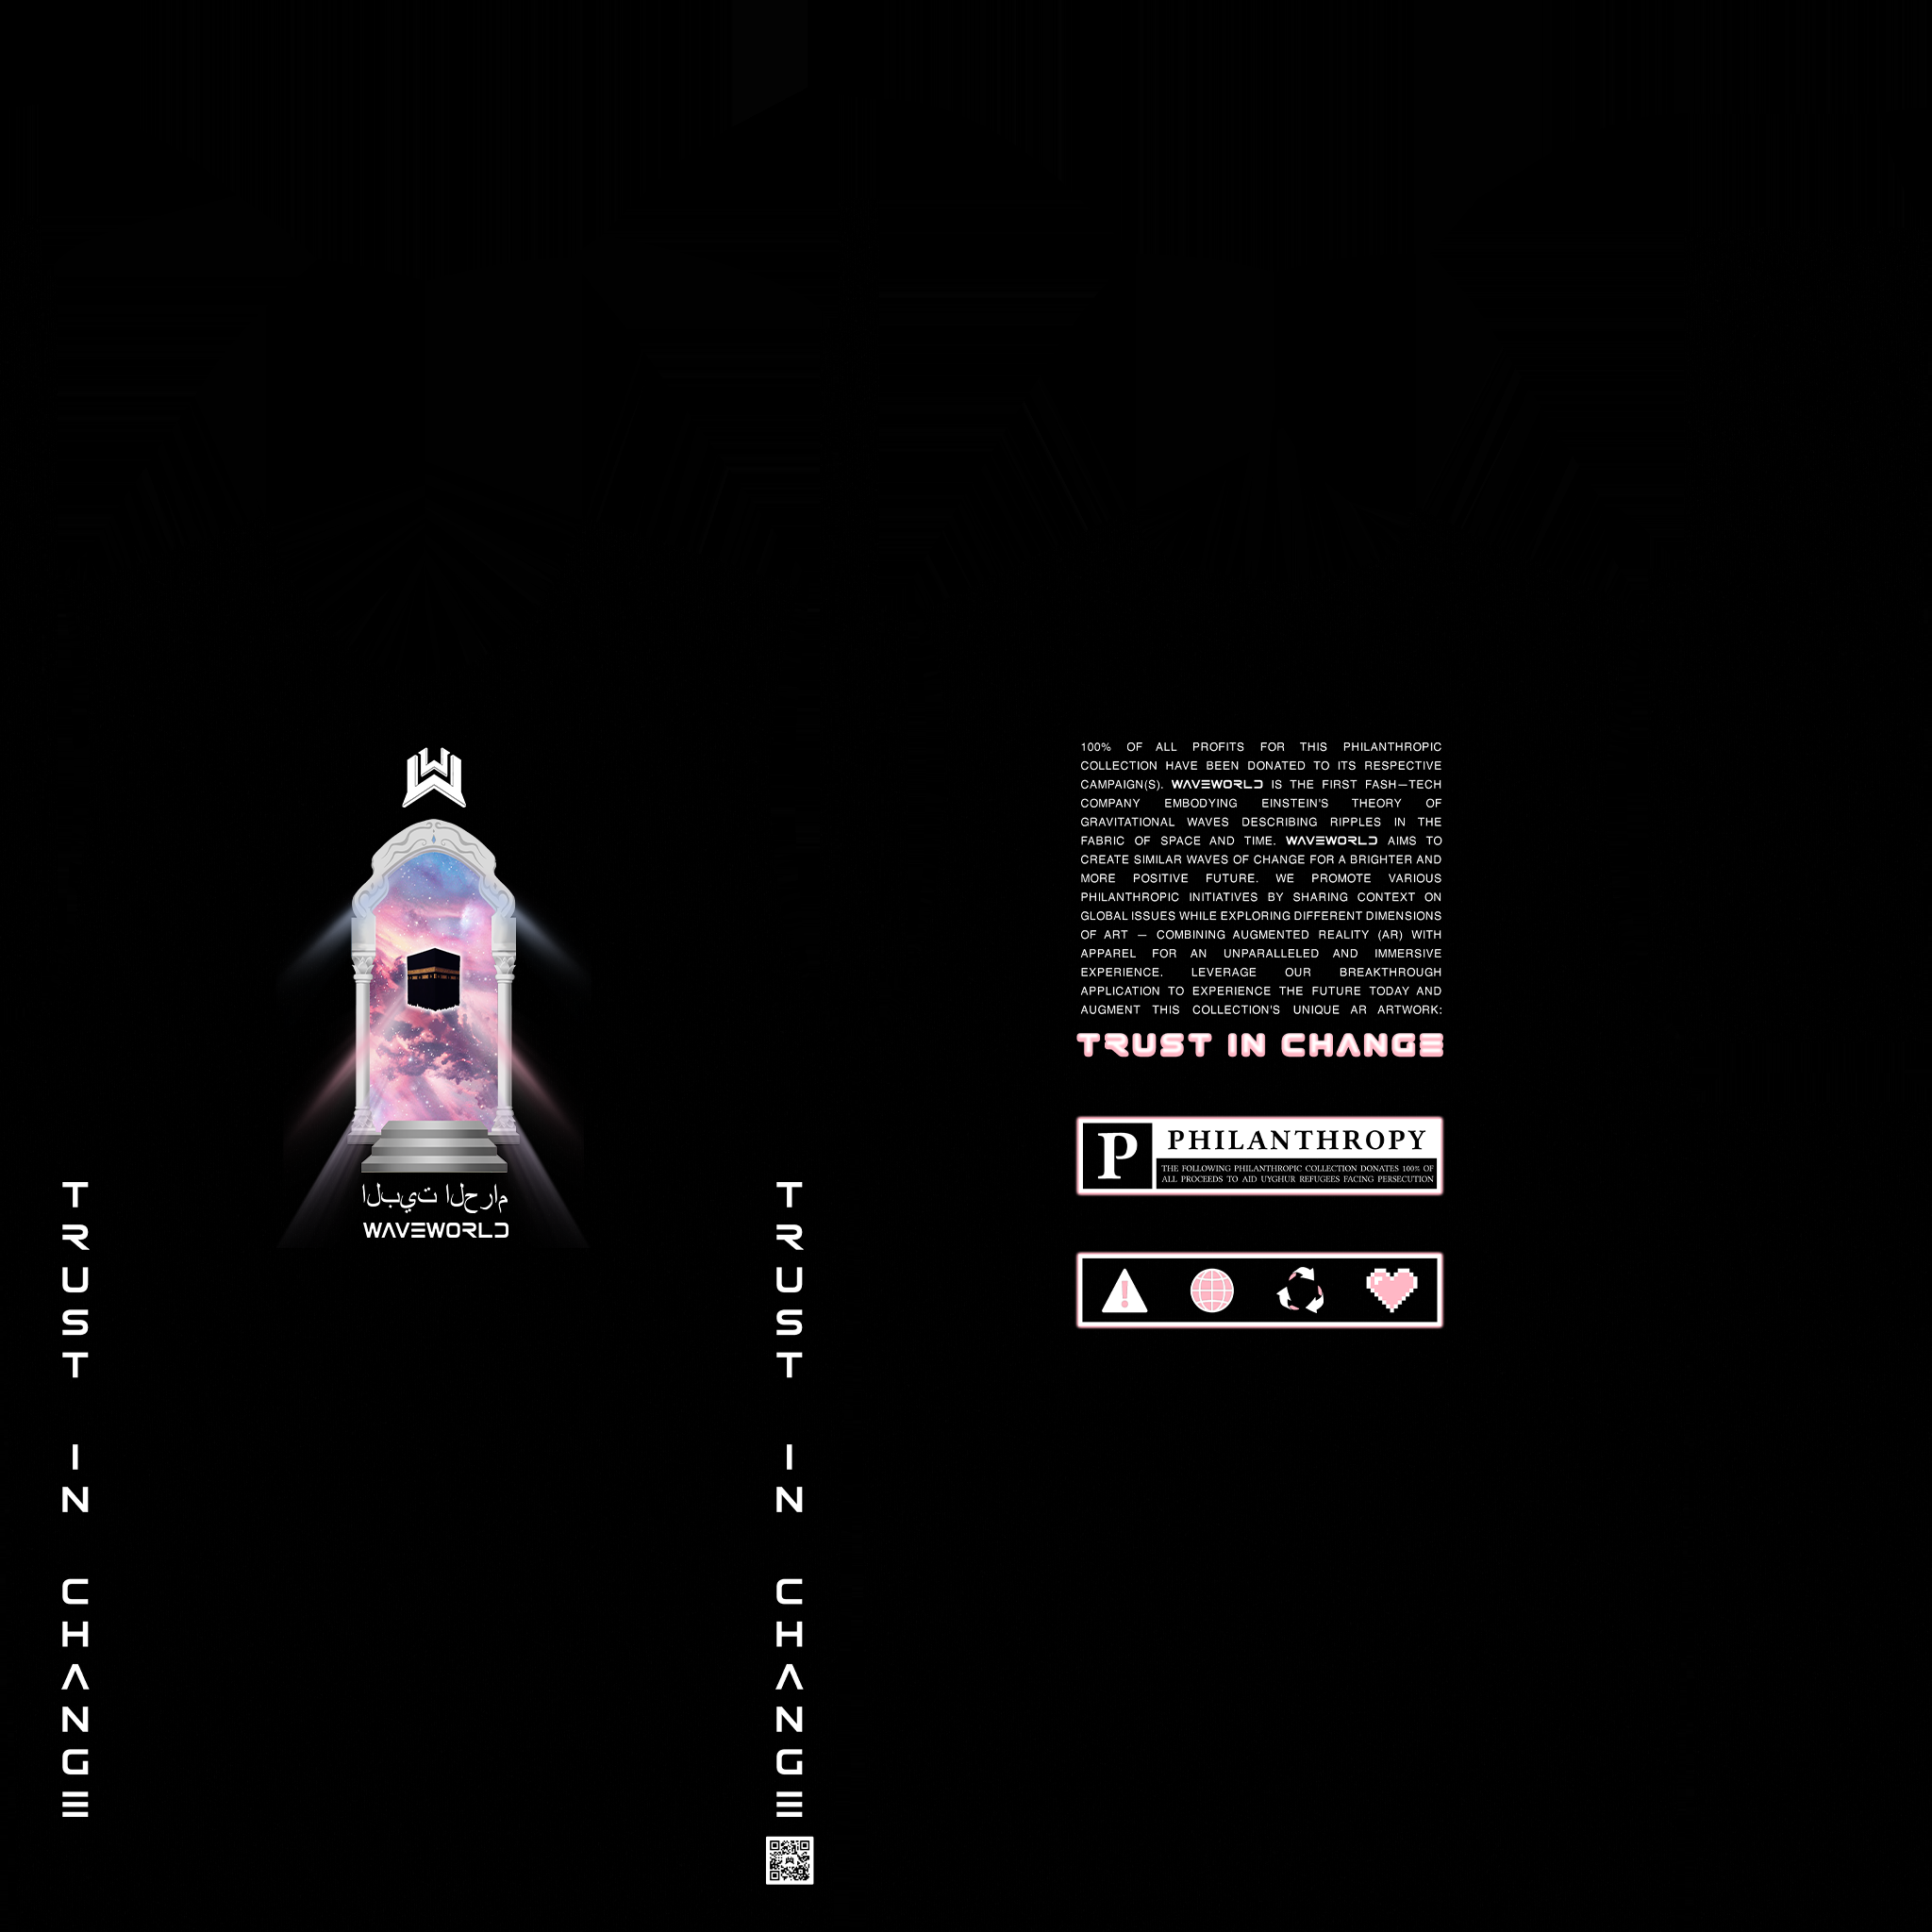 البيت الحرام
WAVEWORLD
TRUST IN CHANGE
TRUST IN CHANGE
100% OF ALL PROFITS FOR THIS PHILANTHROPIC
COLLECTION HAVE BEEN DONATED TO ITS RESPECTIVE
CAMPAIGN(S). WAVEWORLD IS THE FIRST FASH—TECH
COMPANY EMBODYING EINSTEIN'S THEORY OF
GRAVITATIONAL WAVES DESCRIBING RIPPLES IN THE
FABRIC OF SPACE AND TIME. WAVEWORLD AIMS TO
CREATE SIMILAR WAVES OF CHANGE FOR A BRIGHTER AND
MORE POSITIVE FUTURE. WE PROMOTE VARIOUS
PHILANTHROPIC INITIATIVES BY SHARING CONTEXT ON
GLOBAL ISSUES WHILE EXPLORING DIFFERENT DIMENSIONS
OF ART — COMBINING AUGMENTED REALITY (AR) WITH
APPAREL FOR AN UNPARALLELED AND IMMERSIVE
EXPERIENCE. LEVERAGE OUR BREAKTHROUGH
APPLICATION TO EXPERIENCE THE FUTURE TODAY AND
AUGMENT THIS COLLECTION'S UNIQUE AR ARTWORK:
TRUST IN CHANGE
P PHILANTHROPY
THE FOLLOWING PHILANTHROPIC COLLECTION DONATES 100% OF
ALL PROCEEDS TO AID UYGHUR REFUGEES FACING PERSECUTION